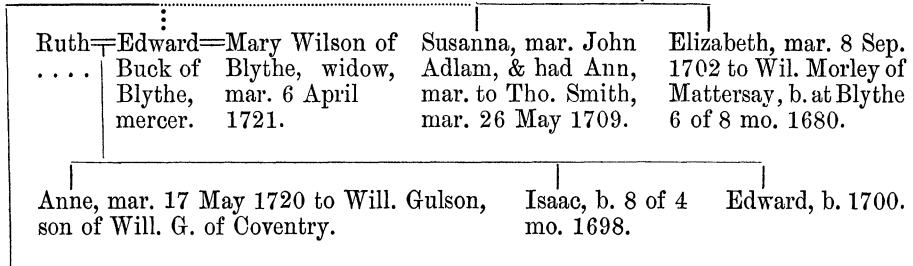 Ruth=Edward=Mary Wilson of
. . . . Buck of Blythe, widow,
Blythe, mar. 6 April
mercer. 1721.
Susanna, mar. John
Adlam, & had Ann,
mar. to Tho. Smith,
mar. 26 May 1709.
Elizabeth, mar. 8 Sep.
1702 to Wil. Morley of
Mattersay, b. at Blythe
6 of 8 mo. 1680.
Anne, mar. 17 May 1720 to Will. Gulson,
son of Will. G. of Coventry.
Isaac, b. 8 of 4
mo. 1698.
Edward, b. 1700.